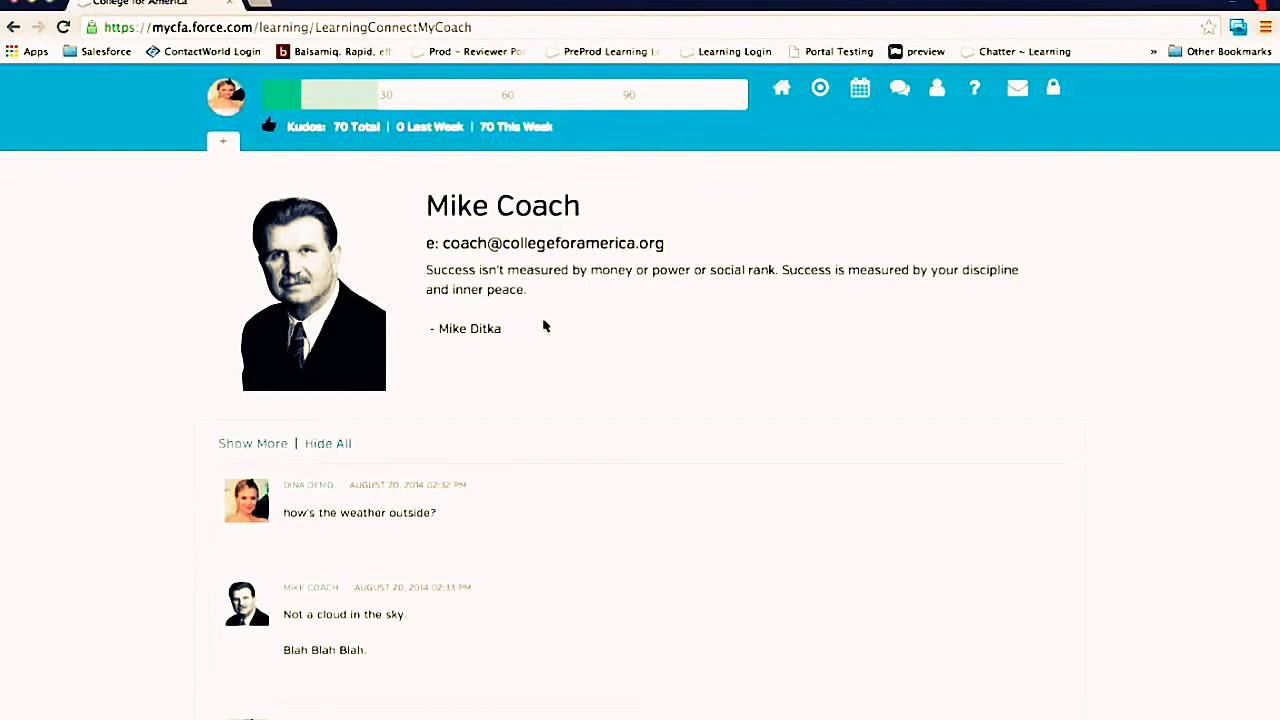 College for America
https://mycfa.force.com/learning/LearningConnectMyCoach
Apps Salesforce ContactWorld Login Balsamiq. Rapid, eff Prod - Reviewer Por PreProd Learning Lo Learning Login Portal Testing preview Chatter ~ Learning » Other Bookmarks
30 60 90
Kudos: 70 Total | 0 Last Week | 70 This Week
+
Mike Coach
e: coach@collegeforamerica.org
Success isn't measured by money or power or social rank. Success is measured by your discipline
and inner peace.
- Mike Ditka
Show More | Hide All
DINA DEMO AUGUST 20, 2014 02:32 PM
how's the weather outside?
MIKE COACH AUGUST 20, 2014 02:33 PM
Not a cloud in the sky.
Blah Blah Blah.